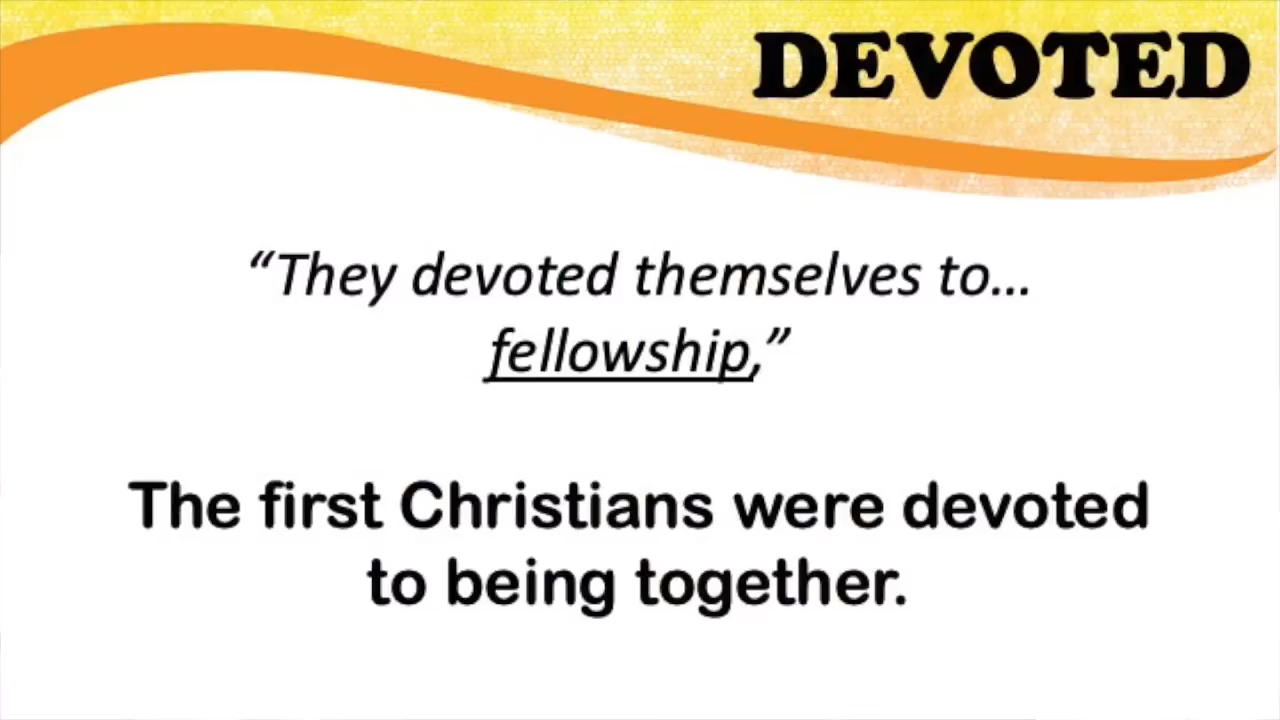 DEVOTED
“They devoted themselves to…
fellowship,”
The first Christians were devoted
to being together.